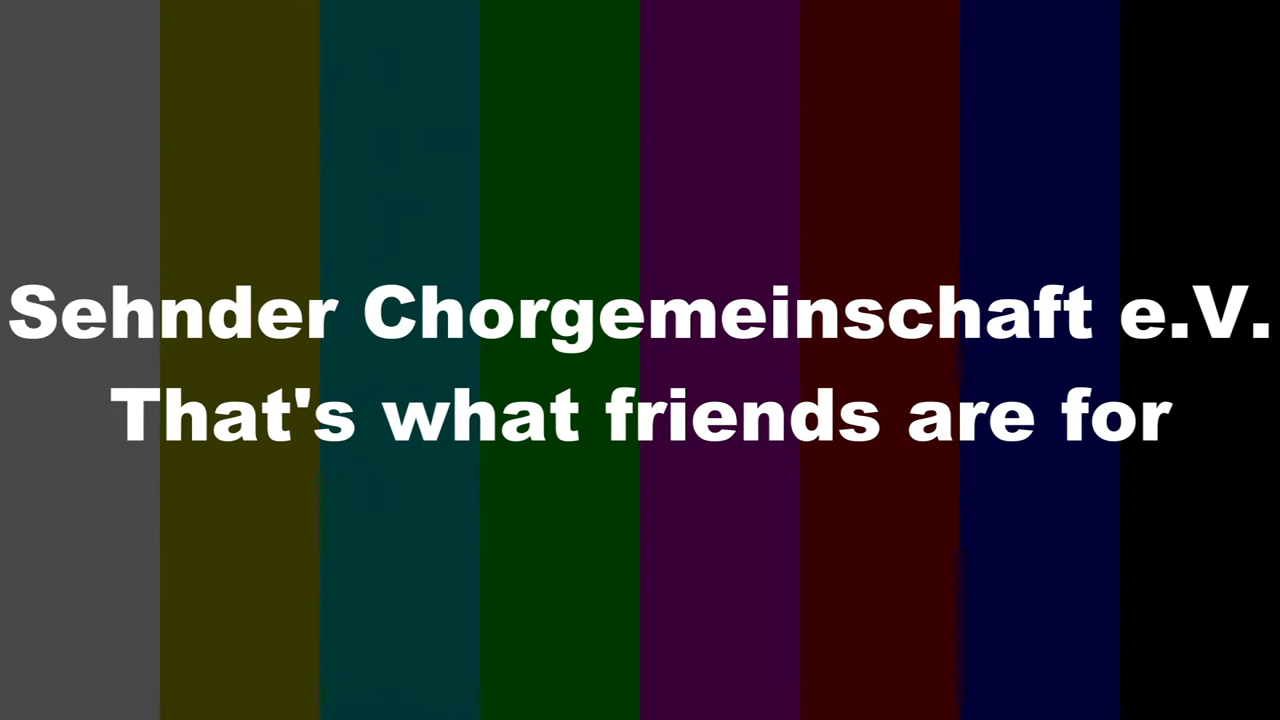 Sehnder Chorgemeinschaft e.V.
That's what friends are for